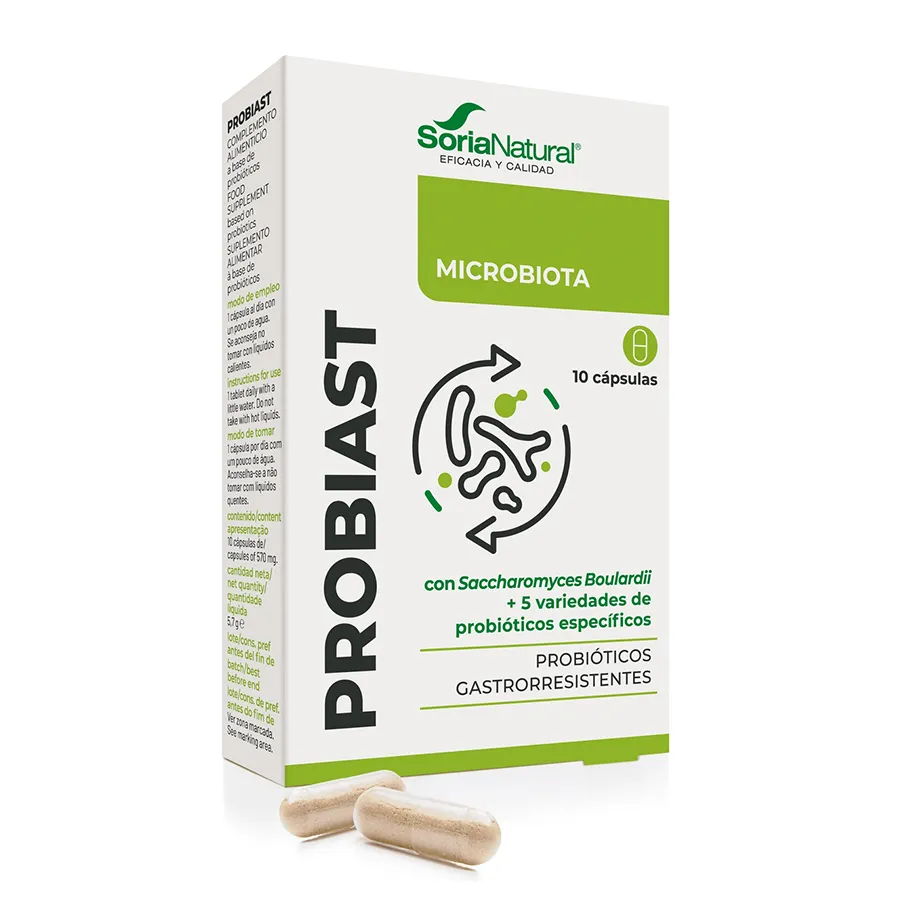 SoriaNatural®
EFICACIA Y CALIDAD
MICROBIOTA
10 cápsulas
PROBIAST
con Saccharomyces Boulardii
+ 5 variedades de
probióticos específicos
PROBIÓTICOS
GASTRORRESISTENTES
PROBIAST
COMPLEMENTO
ALIMENTICIO
a base de
probióticos
FOOD
SUPPLEMENT
based on
probiotics
SUPLEMENTO
ALIMENTAR
à base de
probióticos
modo de empleo
1 cápsula al día con
un poco de agua.
Se aconseja no
tomar con líquidos
calientes.
instructions for use
1 tablet daily with a
little water. Do not
take with hot liquids.
modo de tomar
1 cápsula por dia com
um pouco de água.
Aconselha-se a não
tomar com líquidos
quentes.
contenido/content
apresentação
10 cápsulas de/
capsules of 570 mg.
cantidad neta/
net quantity/
quantidade
líquida
5,7 g e
lote/cons. pref
antes del fin de
batch/best
before end
lote/cons. de pref.
antes do fim de
Ver zona marcada.
See marking area.